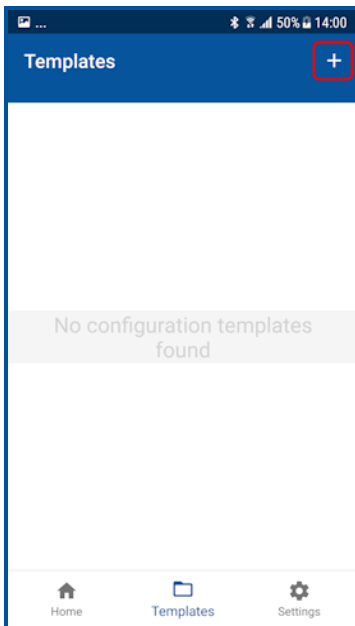 ... 50% 14:00
Templates +
No configuration templates
found
Home Templates Settings